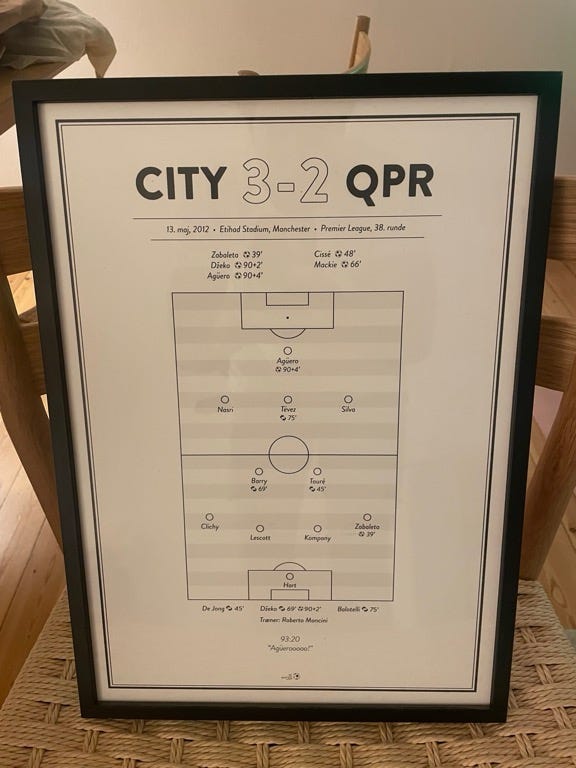 CITY 3-2 QPR
13. maj, 2012 • Etihad Stadium, Manchester • Premier League, 38. runde
Zabaleta 39' Cissé 48'
Džeko 90+2' Mackie 66'
Agüero 90+4'
Agüero
90+4'
Nasri Tévez Silva
75'
Barry Touré
69' 45'
Clichy Zabaleta
39'
Lescott Kompany
Hart
De Jong 45' Džeko 69' 90+2' Balotelli 75'
Træner: Roberto Mancini
93:20
"Agüerooooo!"